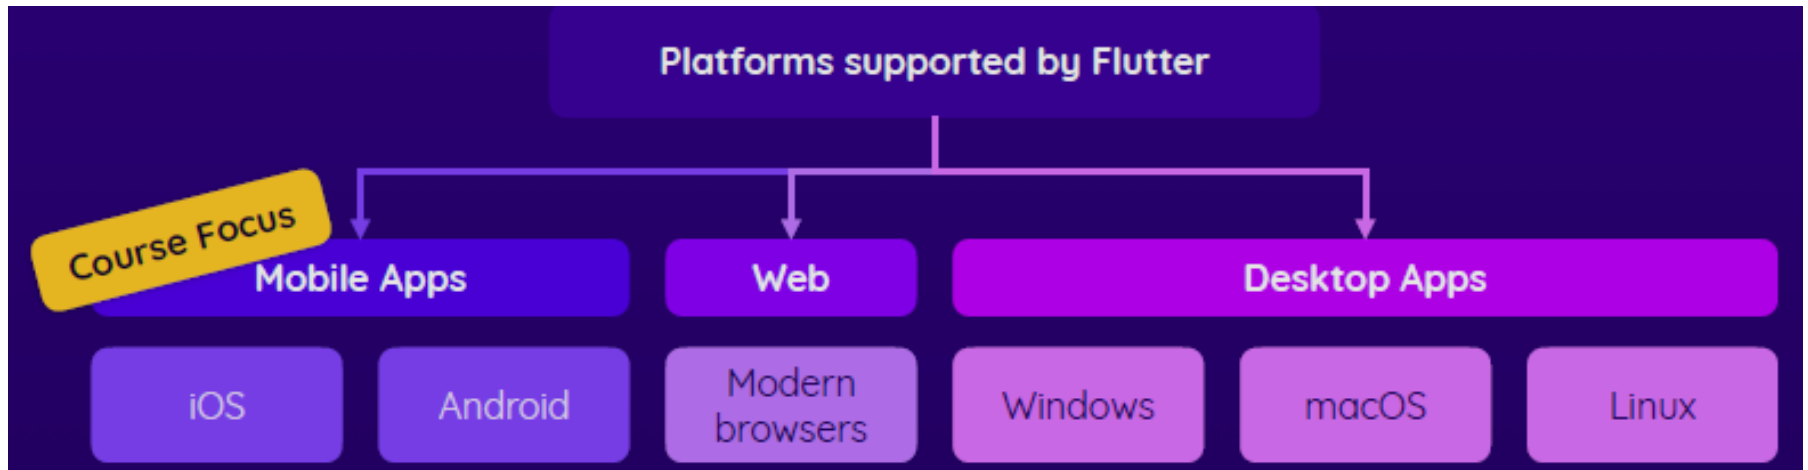 Platforms supported by Flutter
Course Focus
Mobile Apps
Web
Desktop Apps
iOS
Android
Modern
browsers
Windows
macOS
Linux